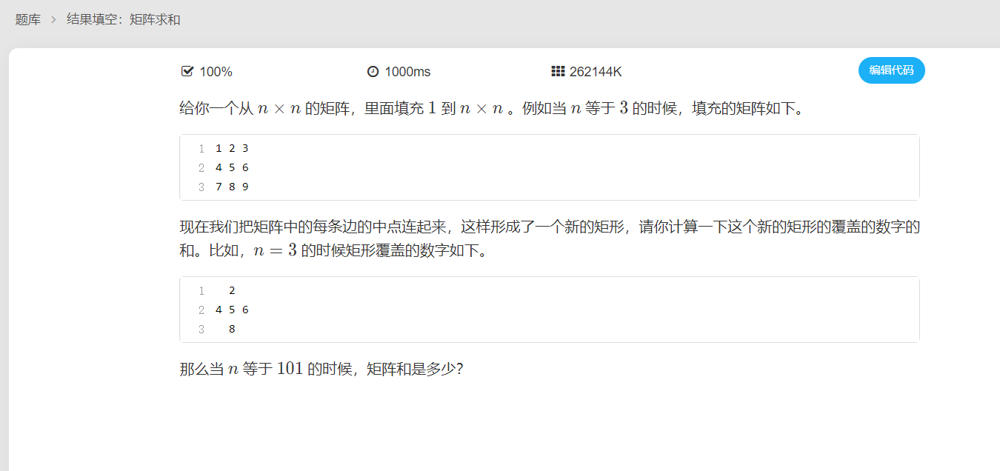 题库 > 结果填空：矩阵求和
100% 1000ms 262144K 编辑代码
给你一个从 n × n 的矩阵，里面填充 1 到 n × n 。例如当 n 等于 3 的时候，填充的矩阵如下。
1 1 2 3
2 4 5 6
3 7 8 9
现在我们把矩阵中的每条边的中点连起来，这样形成了一个新的矩形，请你计算一下这个新的矩形的覆盖的数字的
和。比如，n = 3 的时候矩形覆盖的数字如下。
1 2
2 4 5 6
3 8
那么当 n 等于 101 的时候，矩阵和是多少？